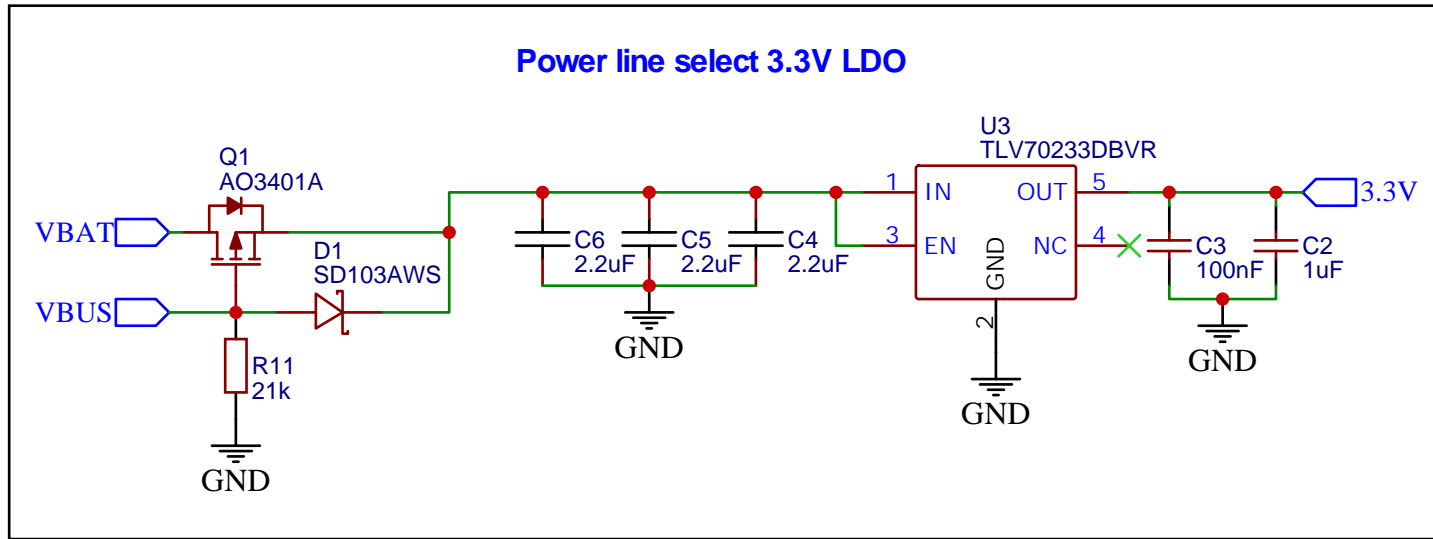 Power line select 3.3V LDO
Q1
AO3401A
VBAT
D1
SD103AWS
VBUS
R11
21k
GND
C6
2.2uF
C5
2.2uF
C4
2.2uF
GND
U3
TLV70233DBVR
1
IN
OUT
5
3
EN
NC
4
GND
2
GND
3.3V
C3
100nF
C2
1uF
GND